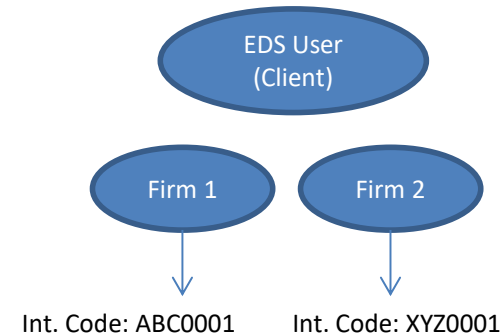 EDS User
(Client)
Firm 1
Firm 2
Int. Code: ABC0001
Int. Code: XYZ0001